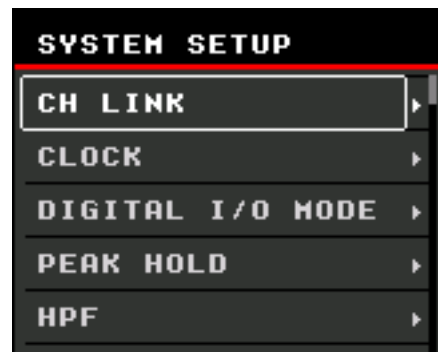 SYSTEM SETUP
CH LINK
CLOCK
DIGITAL I/O MODE
PEAK HOLD
HPF